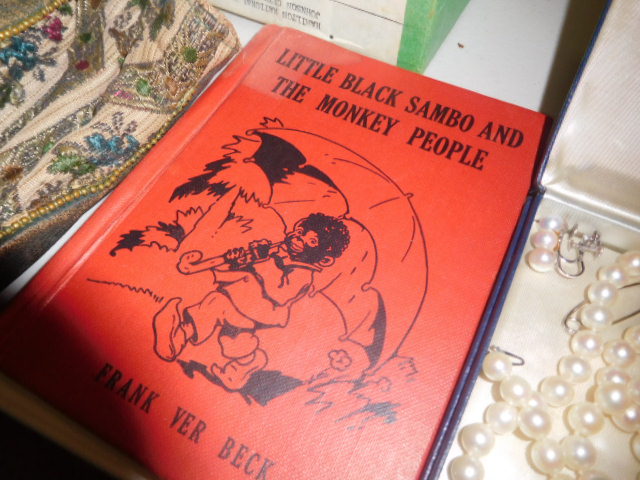 LITTLE BLACK SAMBO AND
THE MONKEY PEOPLE
FRANK VER BECK